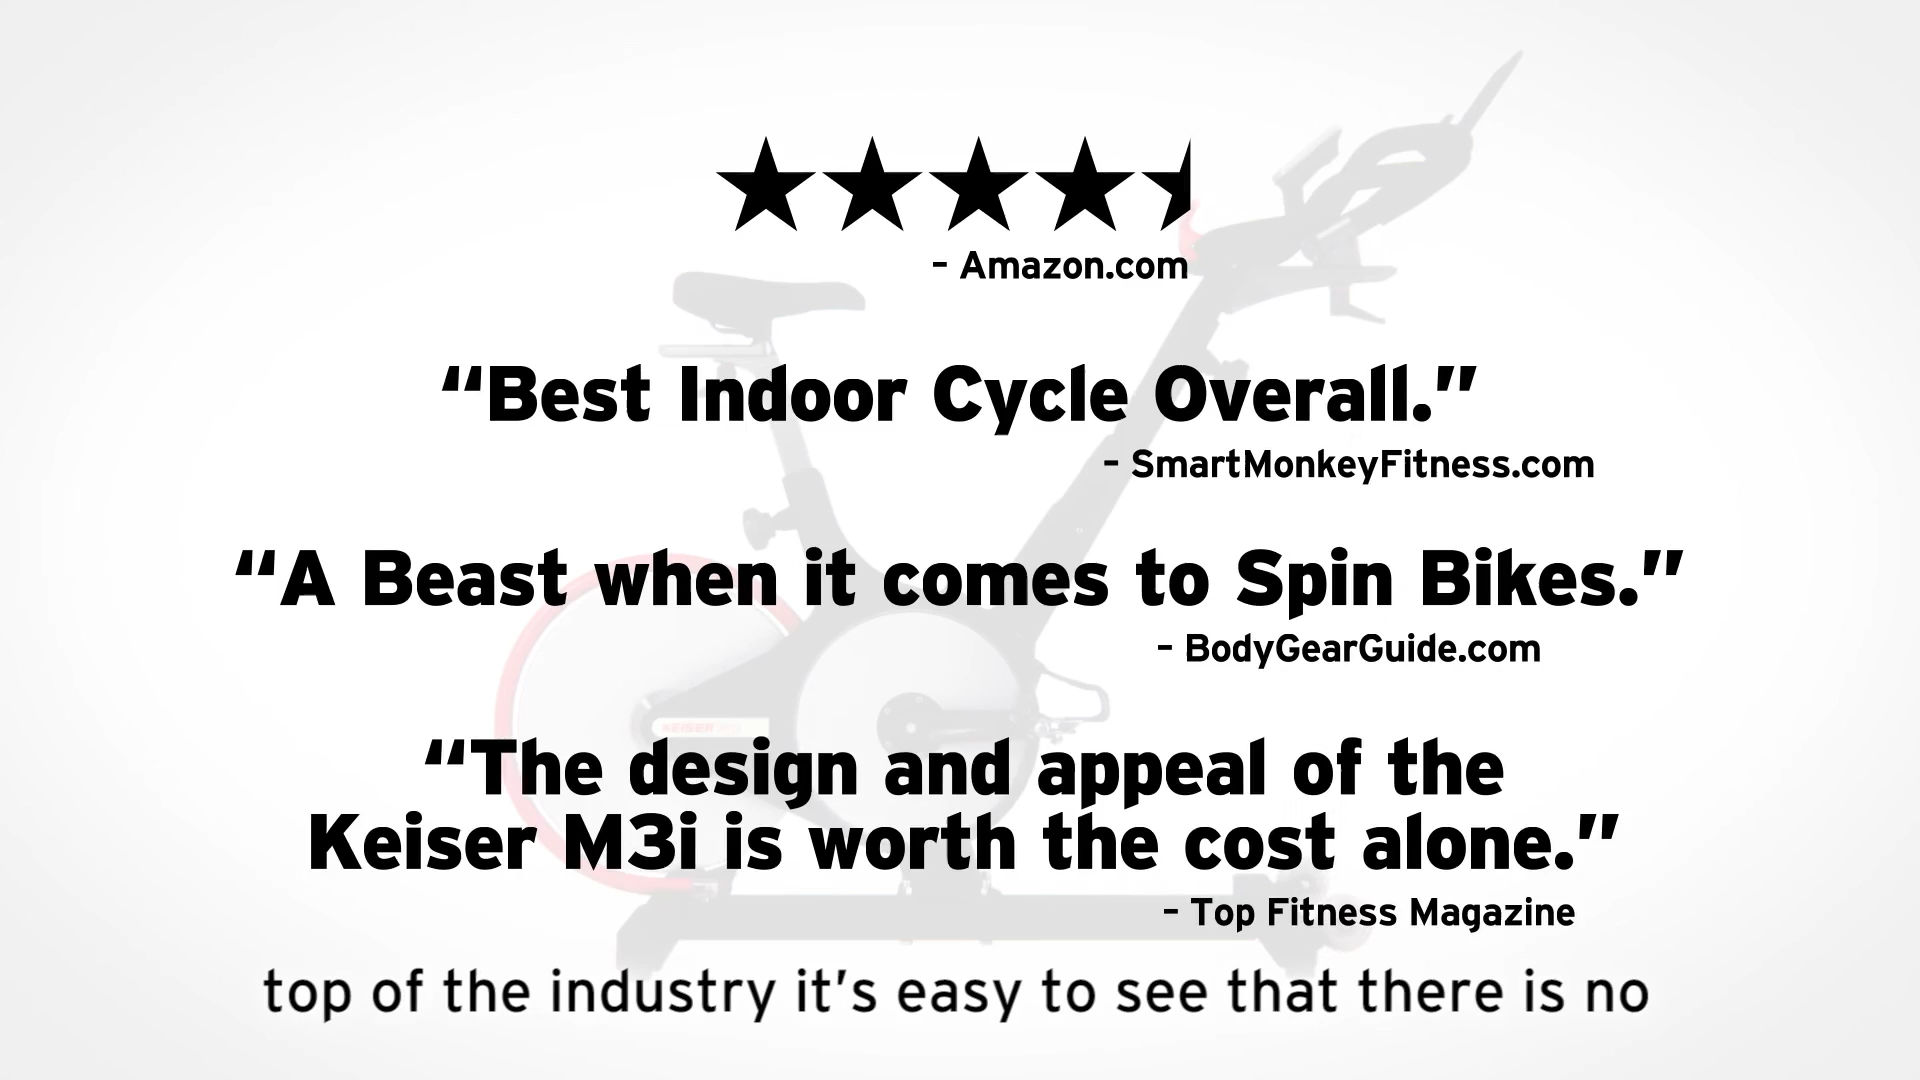 - Amazon.com
“Best Indoor Cycle Overall.”
- SmartMonkeyFitness.com
“A Beast when it comes to Spin Bikes.”
- BodyGearGuide.com
KEISER
“The design and appeal of the
Keiser M3i is worth the cost alone.”
- Top Fitness Magazine
top of the industry it’s easy to see that there is no